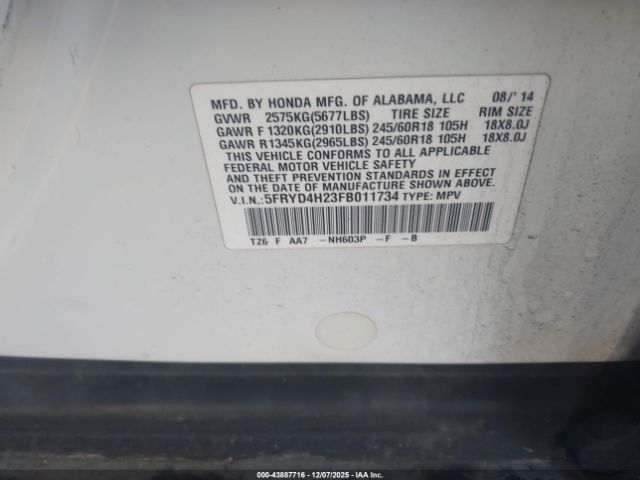 MFD. BY HONDA MFG. OF ALABAMA, LLC 08/'14
GVWR 2575KG(5677LBS) TIRE SIZE RIM SIZE
GAWR F 1320KG(2910LBS) 245/60R18 105H 18X8.0J
GAWR R1345KG(2965LBS) 245/60R18 105H 18X8.0J
THIS VEHICLE CONFORMS TO ALL APPLICABLE
FEDERAL MOTOR VEHICLE SAFETY
AND THEFT PREVENTION STANDARDS IN EFFECT
ON THE DATE OF MANUFACTURE SHOWN ABOVE.
V.I.N.:5FRYD4H23FB011734 TYPE: MPV
TZ6 F AA7 -NH603P -F -B
000-43887716 - 12/07/2025 - IAA Inc.